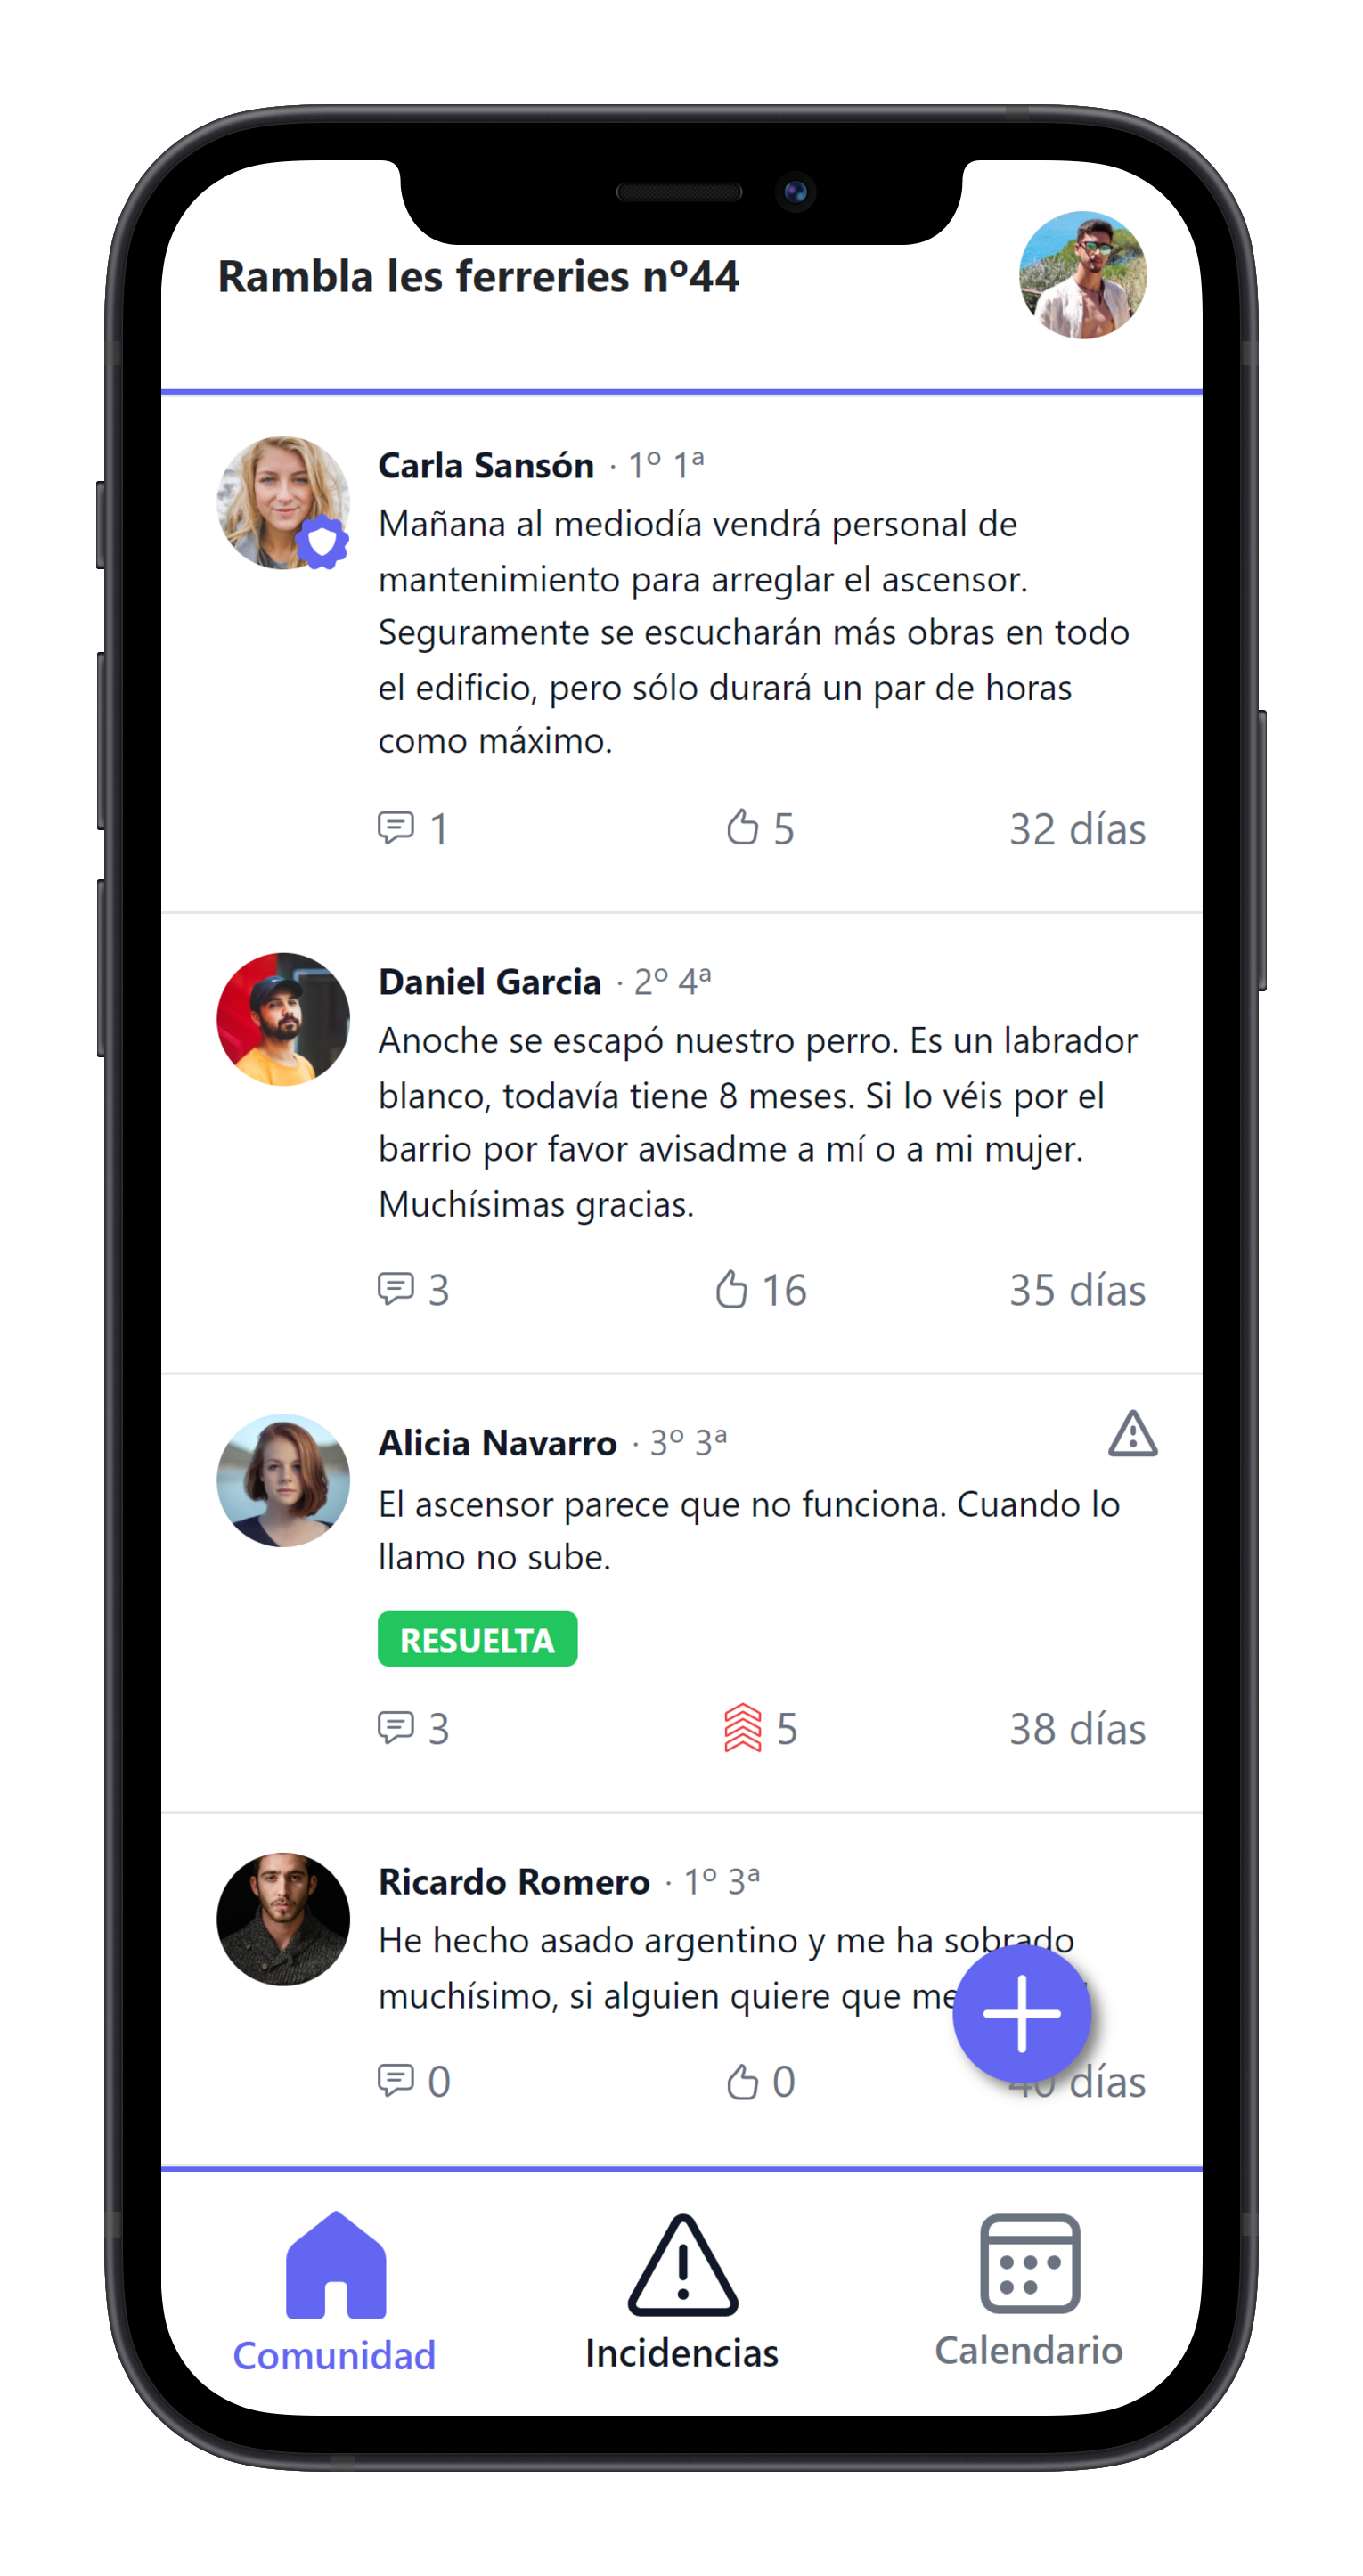 Rambla les ferreries nº44
Carla Sansón · 1º 1ª
Mañana al mediodía vendrá personal de
mantenimiento para arreglar el ascensor.
Seguramente se escucharán más obras en todo
el edificio, pero sólo durará un par de horas
como máximo.
1 5 32 días
Daniel Garcia · 2º 4ª
Anoche se escapó nuestro perro. Es un labrador
blanco, todavía tiene 8 meses. Si lo véis por el
barrio por favor avisadme a mí o a mi mujer.
Muchísimas gracias.
3 16 35 días
Alicia Navarro · 3º 3ª
El ascensor parece que no funciona. Cuando lo
llamo no sube.
RESUELTA
3 5 38 días
Ricardo Romero · 1º 3ª
He hecho asado argentino y me ha sobrado
muchísimo, si alguien quiere que me
0 0 40 días
Comunidad Incidencias Calendario